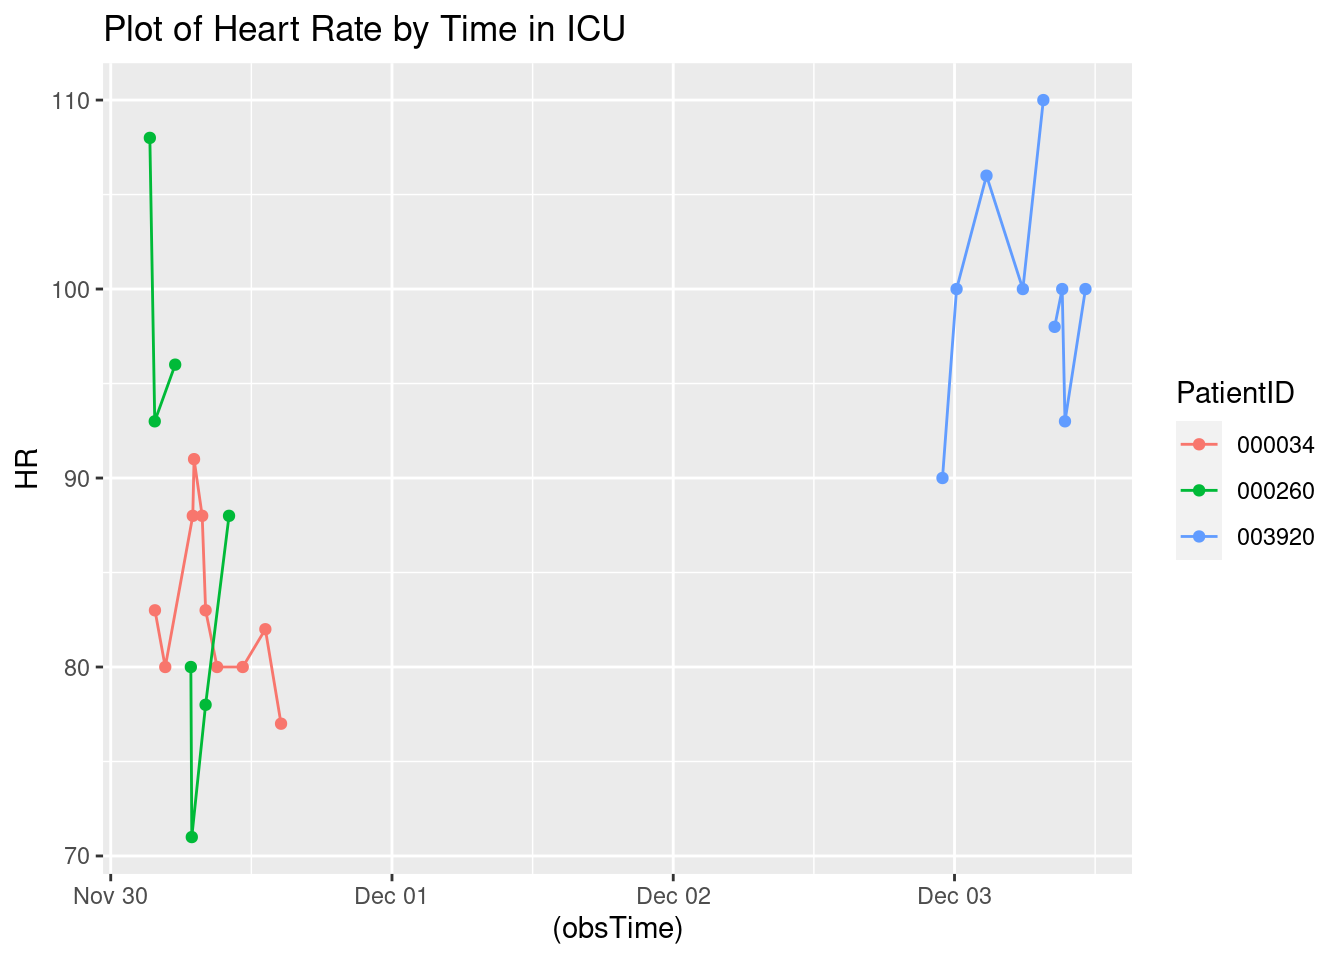 Plot of Heart Rate by Time in ICU
110
100
90
80
70
HR
Nov 30 Dec 01 Dec 02 Dec 03
(obsTime)
PatientID
000034
000260
003920